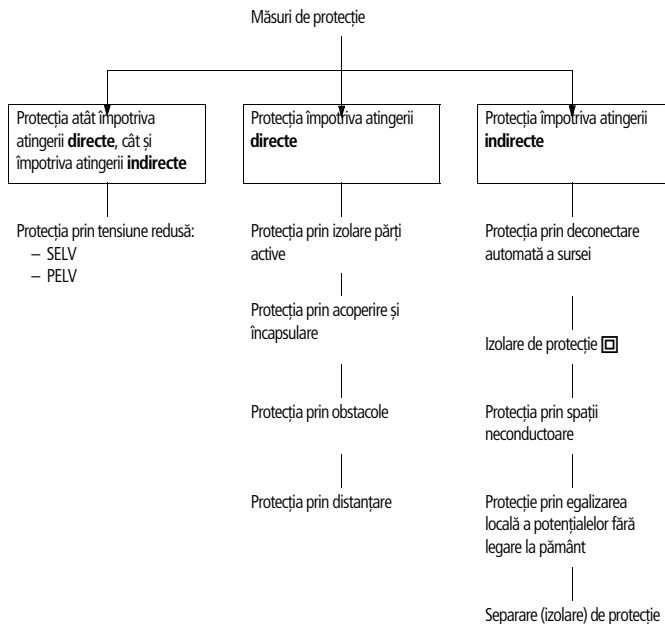 Măsuri de protecție
Protecția atât împotriva
atingerii directe, cât și
împotriva atingerii indirecte
Protecția prin tensiune redusă:
– SELV
– PELV
Protecția împotriva atingerii
directe
Protecția prin izolare părți
active
Protecția prin acoperire și
încapsulare
Protecția prin obstacole
Protecția prin distanțare
Protecția împotriva atingerii
indirecte
Protecția prin deconectare
automată a sursei
Izolare de protecție
Protecția prin spații
neconductoare
Protecție prin egalizarea
locală a potențialelor fără
legare la pământ
Separare (izolare) de protecție